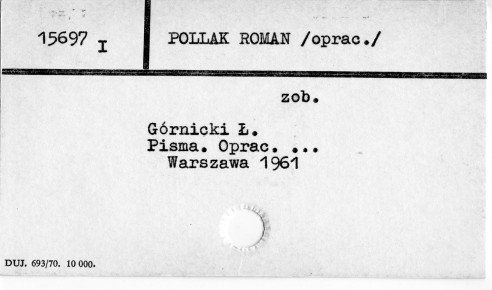 15697 I
POLLAK ROMAN /oprac./
zob.
Górnicki Ł.
Pisma. Oprac. ...
Warszawa 1961
DUJ. 693/70. 10 000.